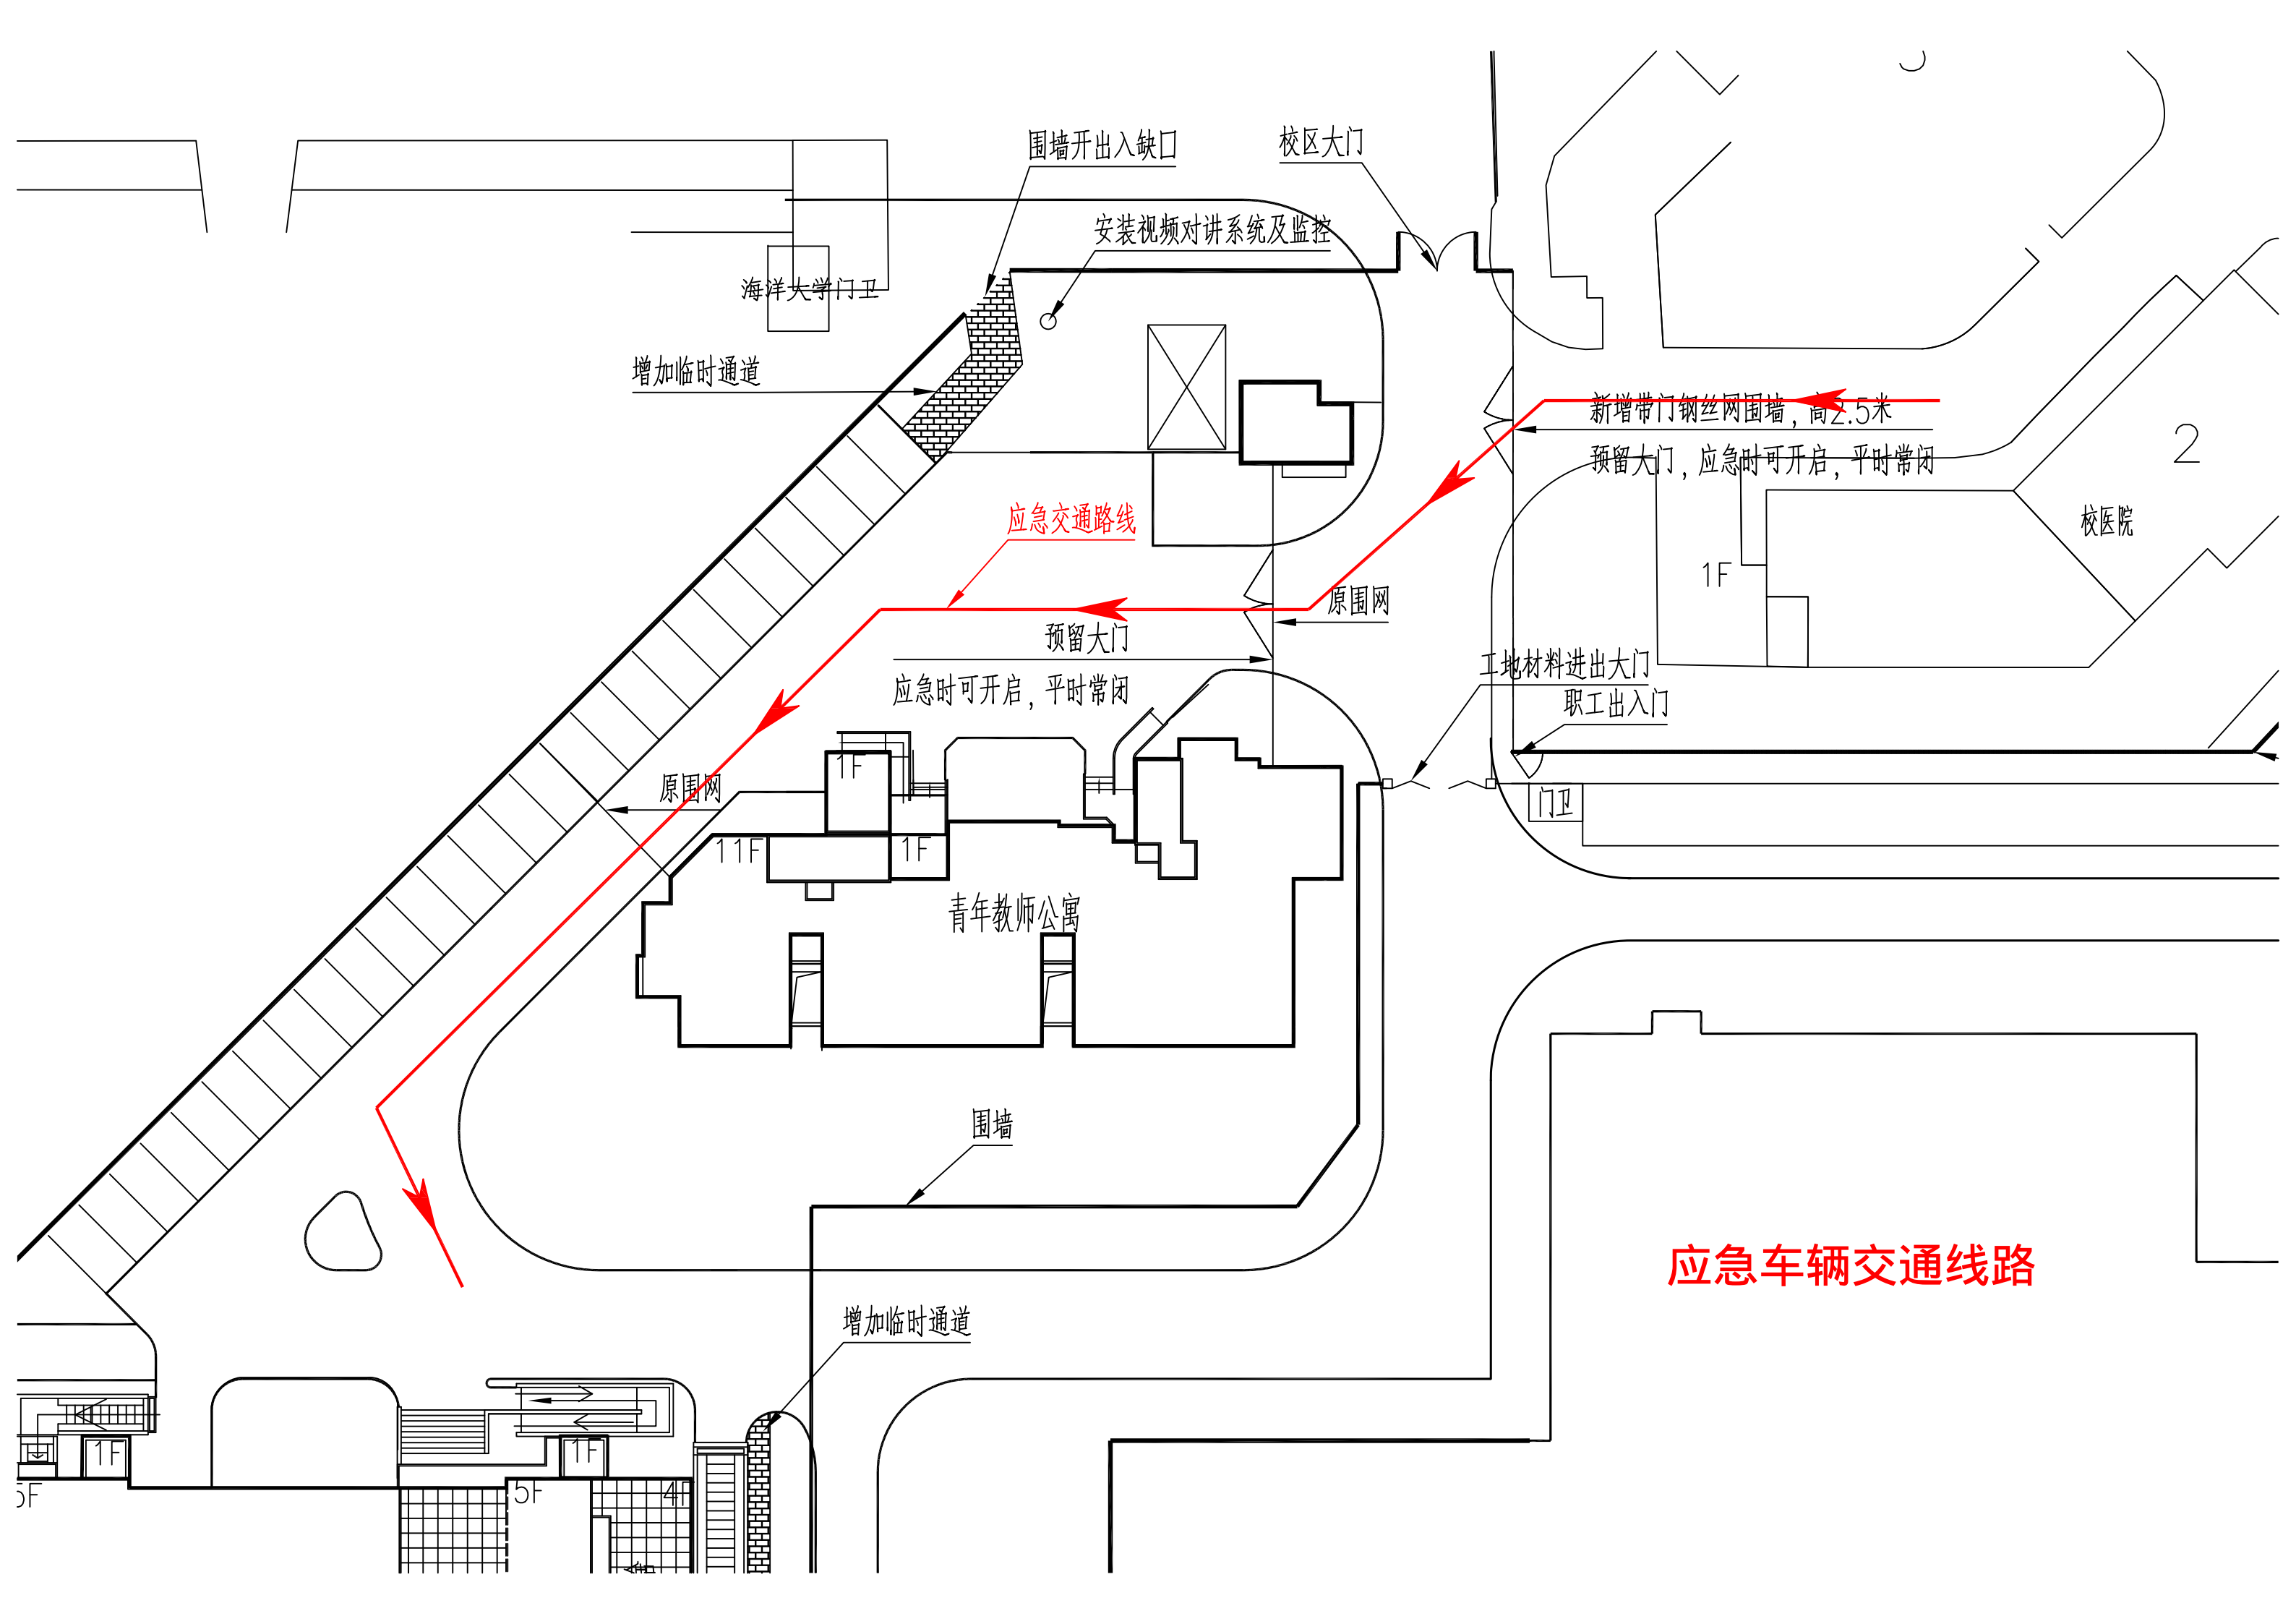 围墙开出入缺口
校区大门
安装视频对讲系统及监控
海洋大学门卫
增加临时通道
新增带门钢丝网围墙，高2.5米
预留大门，应急时可开启，平时常闭
2
校医院
应急交通路线
1F
原围网
预留大门
应急时可开启，平时常闭
工地材料进出大门
职工出入门
1F
原围网
门卫
11F
1F
青年教师公寓
围墙
应急车辆交通线路
增加临时通道
1F
1F
5F
5F
4F